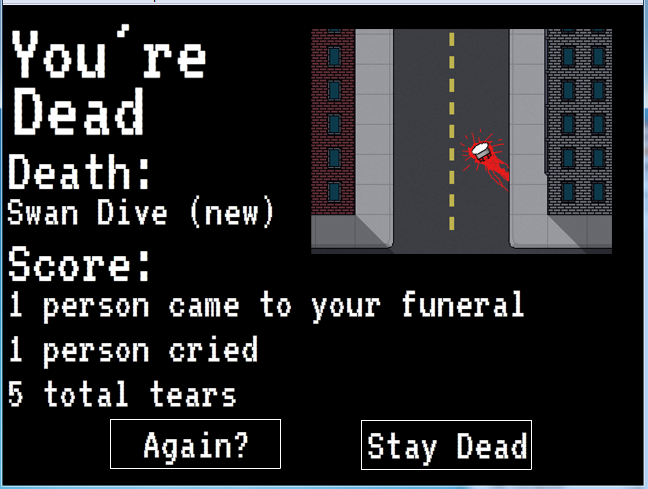 You´re
Dead
Death:
Swan Dive (new)
Score:
1 person came to your funeral
1 person cried
5 total tears
Again?
Stay Dead